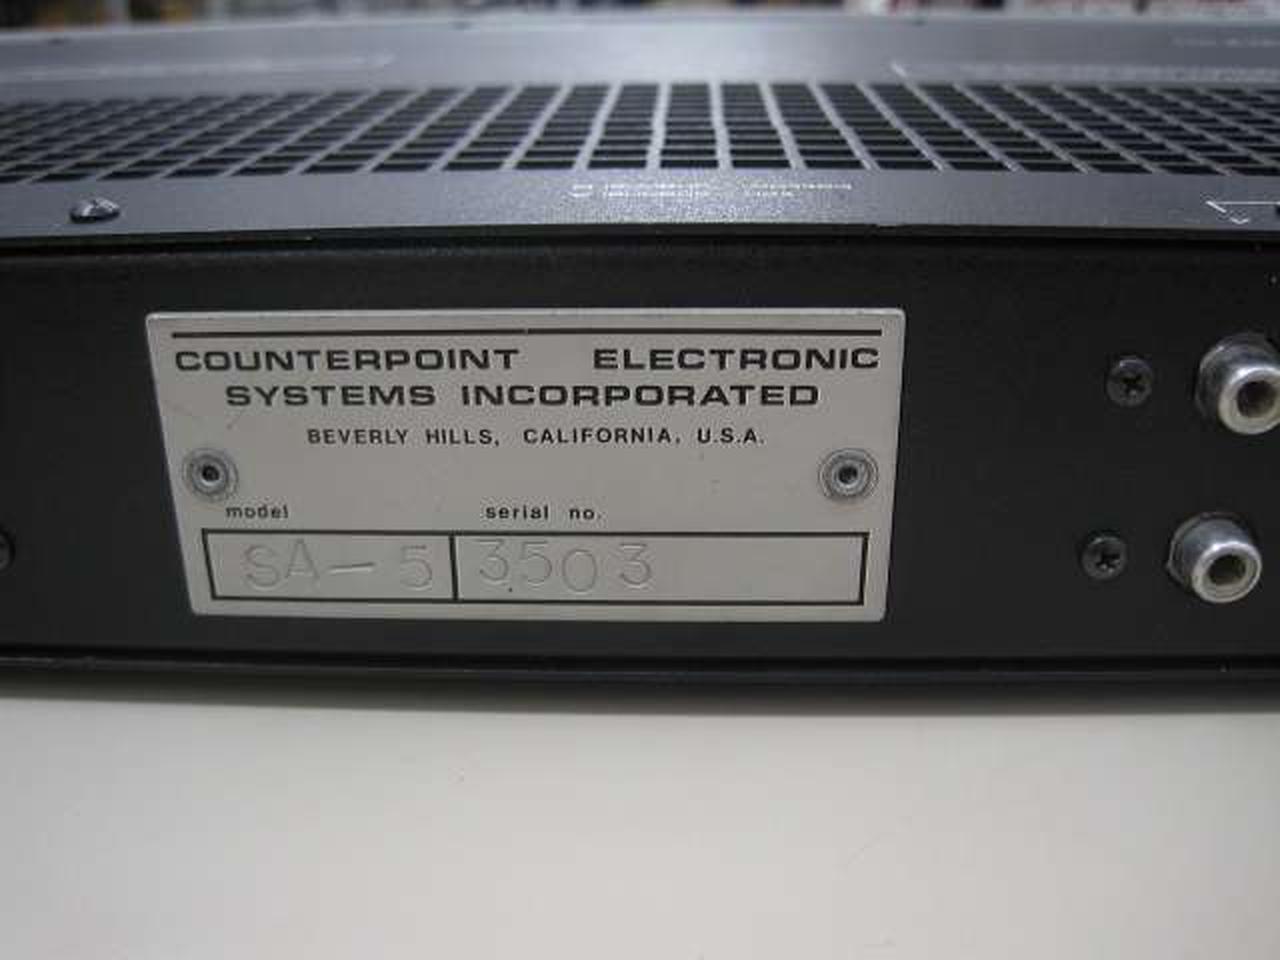 COUNTERPOINT ELECTRONIC
SYSTEMS INCORPORATED
BEVERLY HILLS, CALIFORNIA, U.S.A.
model serial no.
SA-5 3503